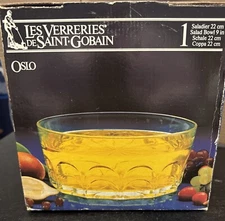 LES VERRERIES
DE SAINT-GOBAIN
OSLO
1
Saladier 22 cm
Salad Bowl 9 in
Schale 22 cm
Coppa 22 cm